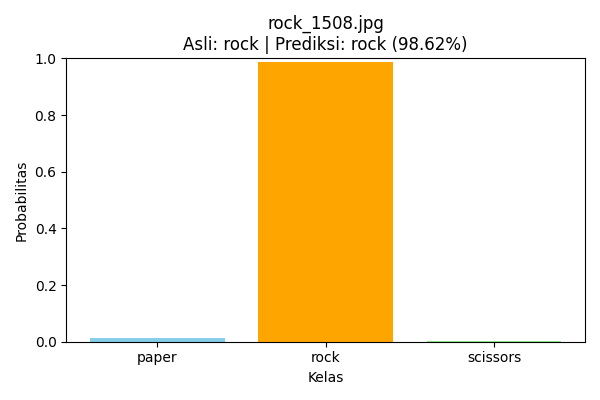 rock_1508.jpg
Asli: rock | Prediksi: rock (98.62%)
1.0
0.8
0.6
0.4
0.2
0.0
Probabilitas
paper rock scissors
Kelas